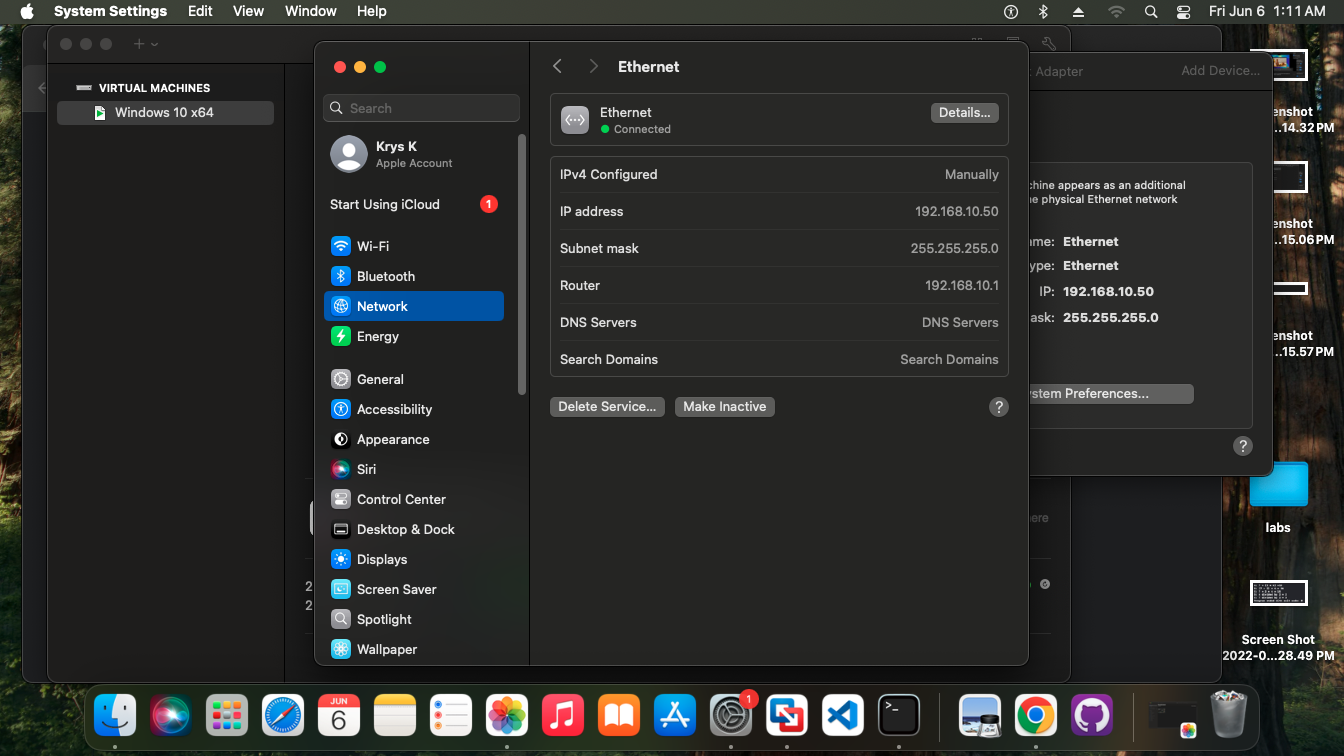 System Settings Edit View Window Help
Fri Jun 6 1:11 AM
VIRTUAL MACHINES
Windows 10 x64
Search
Krys K
Apple Account
Start Using iCloud 1
Wi-Fi
Bluetooth
Network
Energy
General
Accessibility
Appearance
Siri
Control Center
Desktop & Dock
Displays
Screen Saver
Spotlight
Wallpaper
Ethernet
Ethernet
Connected
Details...
IPv4 Configured Manually
IP address 192.168.10.50
Subnet mask 255.255.255.0
Router 192.168.10.1
DNS Servers DNS Servers
Search Domains Search Domains
Delete Service... Make Inactive ?
Adapter Add Device...
chine appears as an additional
e physical Ethernet network
me: Ethernet
ype: Ethernet
IP: 192.168.10.50
ask: 255.255.255.0
stem Preferences...
?
ere
2
2
enshot
...14.32 PM
enshot
...15.06 PM
enshot
...15.57 PM
labs
Screen Shot
2022-0...28.49 PM
JUN
6
1
>_